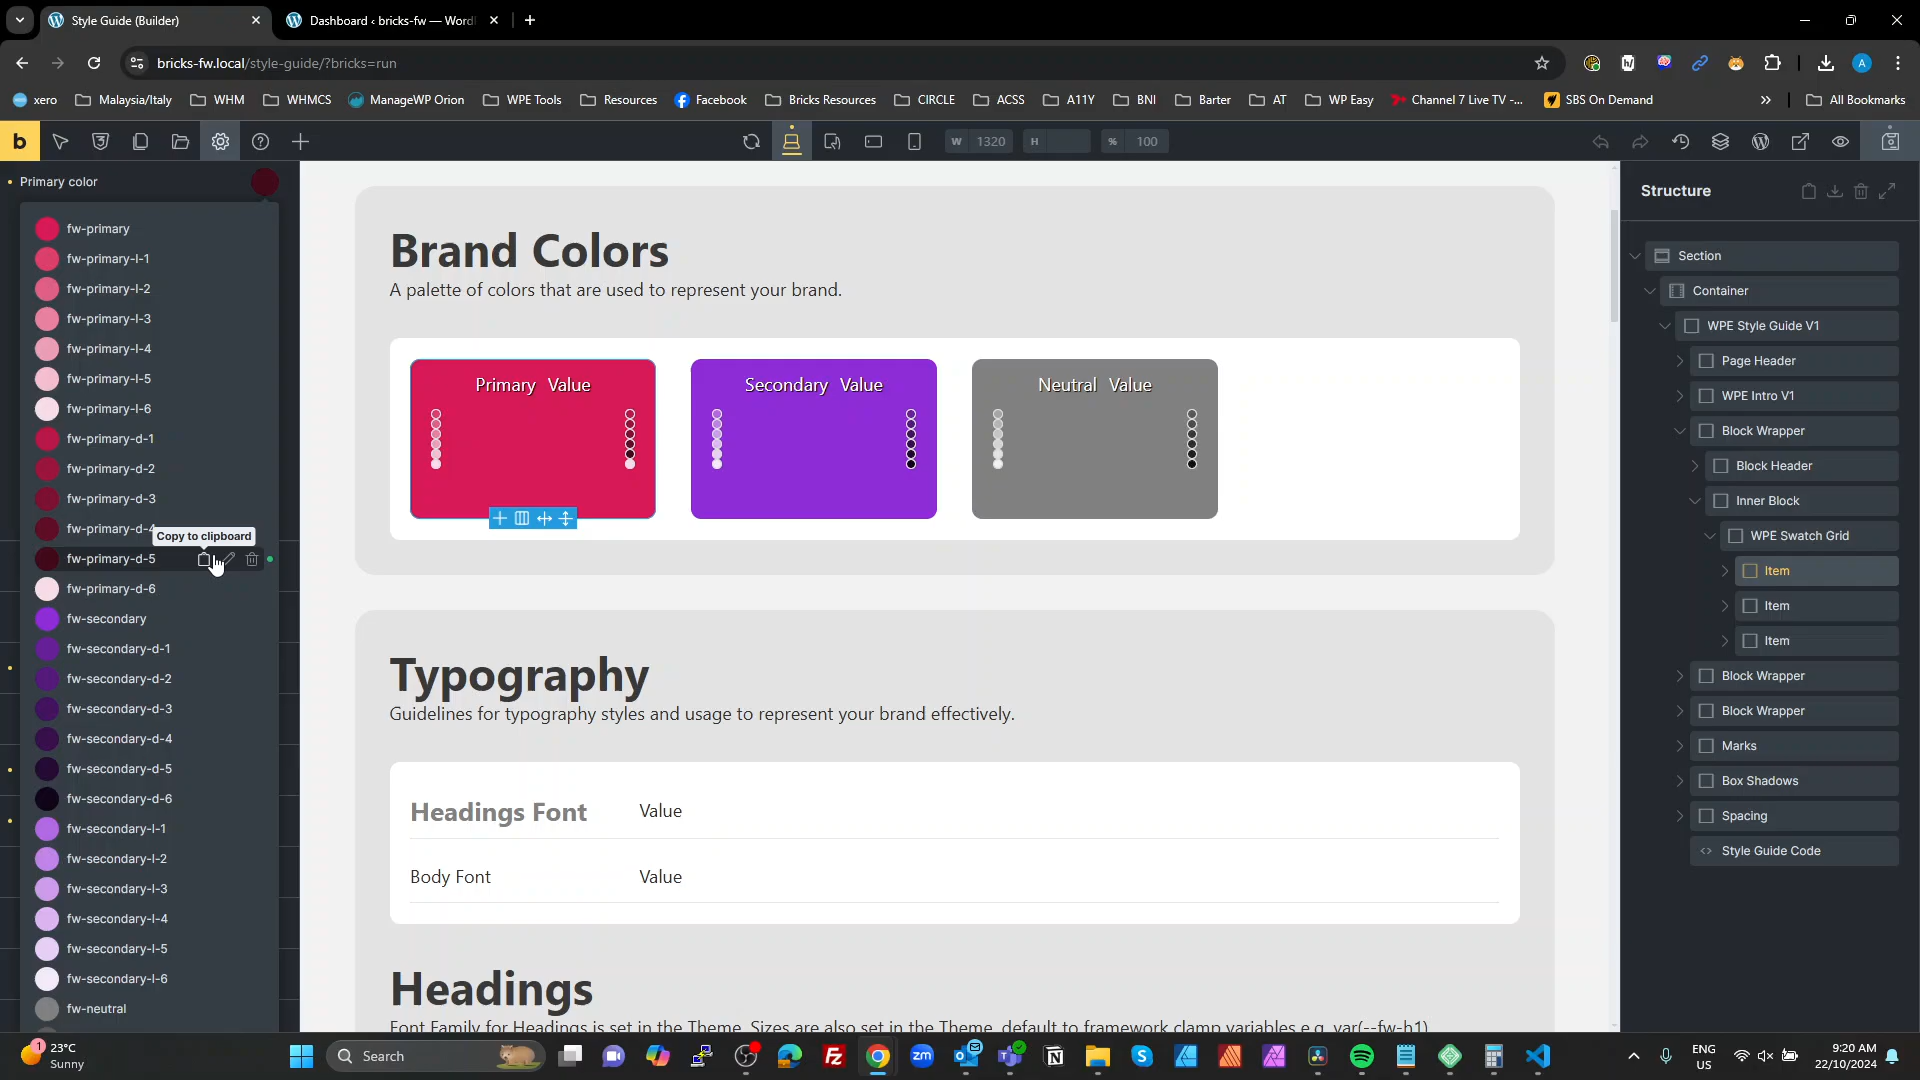 Style Guide (Builder)
Dashboard ‹ bricks-fw — Word
bricks-fw.local/style-guide/?bricks=run
xero
Malaysia/Italy
WHM
WHMCS
ManageWP Orion
WPE Tools
Resources
Facebook
Bricks Resources
CIRCLE
ACSS
A11Y
BNI
Barter
AT
WP Easy
Channel 7 Live TV -...
SBS On Demand
All Bookmarks
b
W 1320
H
% 100
Primary color
fw-primary
fw-primary-l-1
fw-primary-l-2
fw-primary-l-3
fw-primary-l-4
fw-primary-l-5
fw-primary-l-6
fw-primary-d-1
fw-primary-d-2
fw-primary-d-3
fw-primary-d-4
Copy to clipboard
fw-primary-d-5
fw-primary-d-6
fw-secondary
fw-secondary-d-1
fw-secondary-d-2
fw-secondary-d-3
fw-secondary-d-4
fw-secondary-d-5
fw-secondary-d-6
fw-secondary-l-1
fw-secondary-l-2
fw-secondary-l-3
fw-secondary-l-4
fw-secondary-l-5
fw-secondary-l-6
fw-neutral
Brand Colors
A palette of colors that are used to represent your brand.
Primary Value
Secondary Value
Neutral Value
Typography
Guidelines for typography styles and usage to represent your brand effectively.
Headings Font Value
Body Font Value
Headings
Font Family for Headings is set in the Theme. Sizes are also set in the Theme, default to framework clamp variables e.g. var(--fw-h1)
Structure
Section
Container
WPE Style Guide V1
Page Header
WPE Intro V1
Block Wrapper
Block Header
Inner Block
WPE Swatch Grid
Item
Item
Item
Block Wrapper
Block Wrapper
Marks
Box Shadows
Spacing
Style Guide Code
1
23°C
Sunny
Search
ENG
US
9:20 AM
22/10/2024